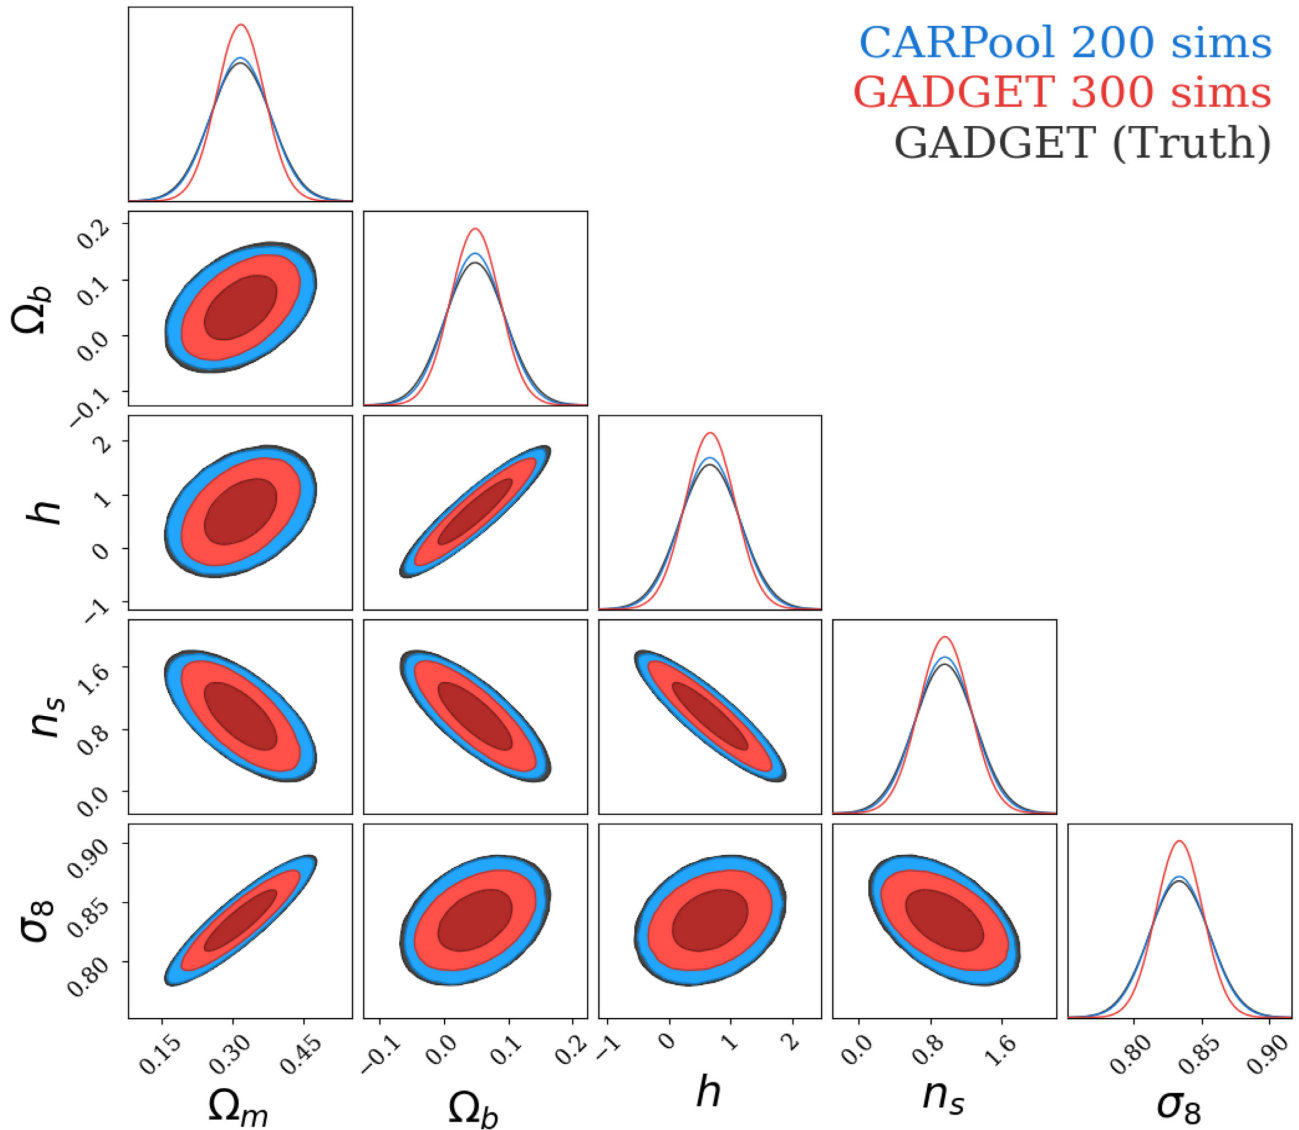 CARPool 200 sims
GADGET 300 sims
GADGET (Truth)
Ω_b
0.2
0.1
0.0
−0.1
h
2
1
0
−1
n_s
1.6
0.8
0.0
σ_8
0.90
0.85
0.80
0.15 0.30 0.45 −0.1 0.0 0.1 0.2 −1 0 1 2 0.0 0.8 1.6 0.80 0.85 0.90
Ω_m Ω_b h n_s σ_8